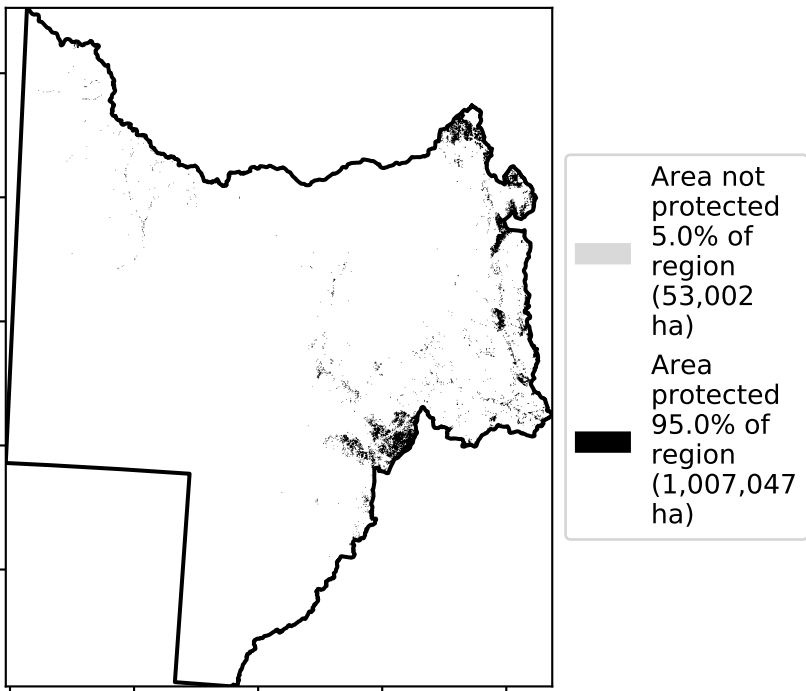 Area not
protected
5.0% of
region
(53,002
ha)
Area
protected
95.0% of
region
(1,007,047
ha)